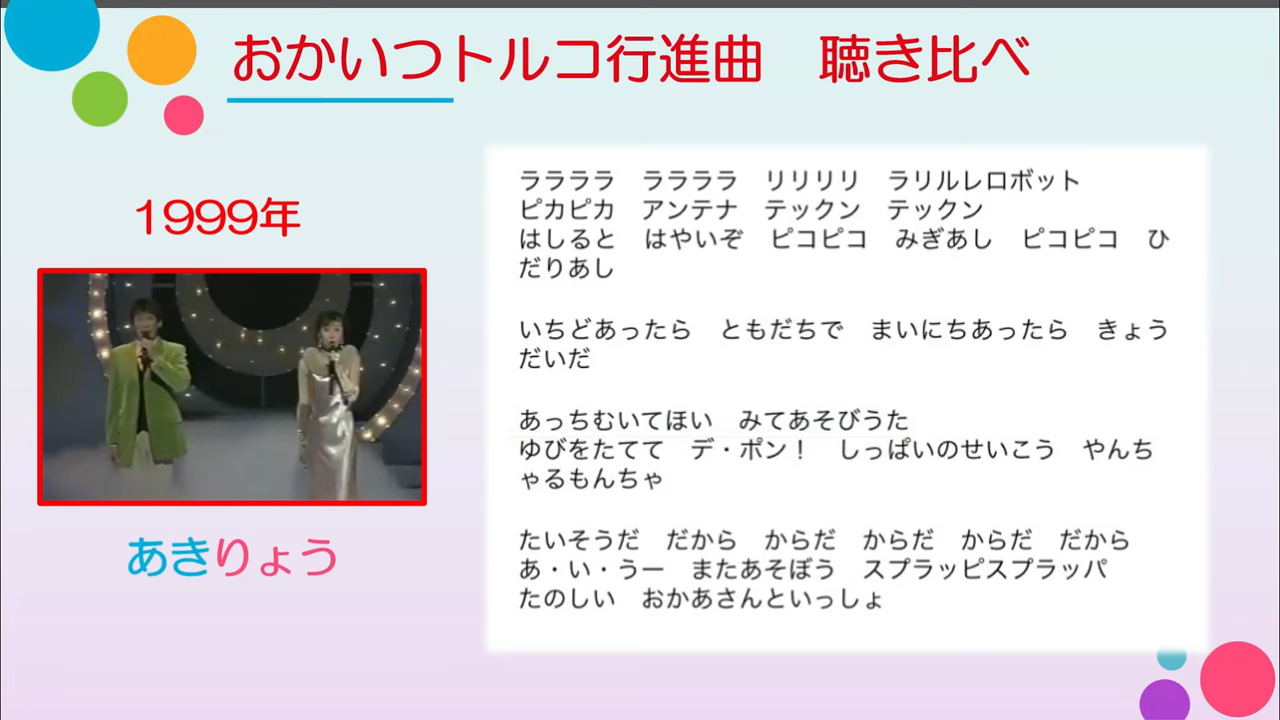 おかいつトルコ行進曲　聴き比べ
1999年
あきりょう
ララララ　ララララ　リリリリ　ラリルレロボット
ピカピカ　アンテナ　テックン　テックン
はしると　はやいぞ　ピコピコ　みぎあし　ピコピコ　ひ
だりあし
いちどあったら　ともだちで　まいにちあったら　きょう
だいだ
あっちむいてほい　みてあそびうた
ゆびをたてて　デ・ポン！　しっぱいのせいこう　やんち
ゃるもんちゃ
たいそうだ　だから　からだ　からだ　からだ　だから
あ・い・うー　またあそぼう　スプラッピスプラッパ
たのしい　おかあさんといっしょ